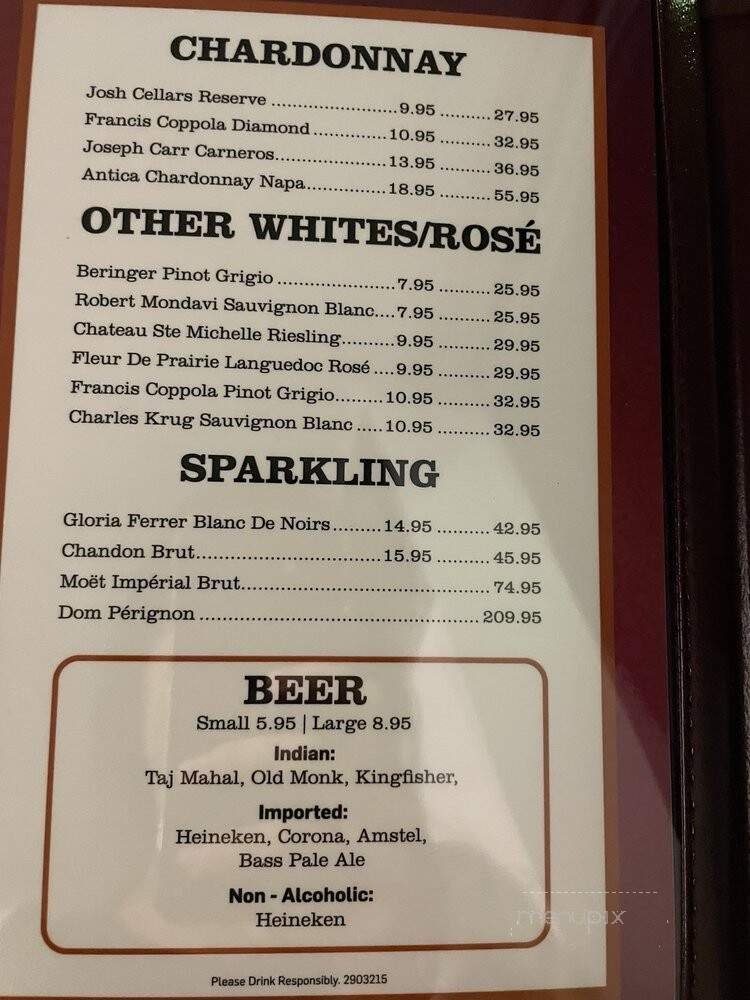 CHARDONNAY
Josh Cellars Reserve ........................9.95 .......... 27.95
Francis Coppola Diamond ..............10.95 .......... 32.95
Joseph Carr Carneros......................13.95 .......... 36.95
Antica Chardonnay Napa................18.95 .......... 55.95
OTHER WHITES/ROSÉ
Beringer Pinot Grigio ......................7.95 .......... 25.95
Robert Mondavi Sauvignon Blanc....7.95 .......... 25.95
Chateau Ste Michelle Riesling..........9.95 .......... 29.95
Fleur De Prairie Languedoc Rosé ....9.95 .......... 29.95
Francis Coppola Pinot Grigio.........10.95 .......... 32.95
Charles Krug Sauvignon Blanc .....10.95 .......... 32.95
SPARKLING
Gloria Ferrer Blanc De Noirs.........14.95 .......... 42.95
Chandon Brut..................................15.95 .......... 45.95
Moët Impérial Brut............................................... 74.95
Dom Pérignon ..................................................... 209.95
BEER
Small 5.95 | Large 8.95
Indian:
Taj Mahal, Old Monk, Kingfisher,
Imported:
Heineken, Corona, Amstel,
Bass Pale Ale
Non - Alcoholic:
Heineken
menupix
Please Drink Responsibly. 2903215